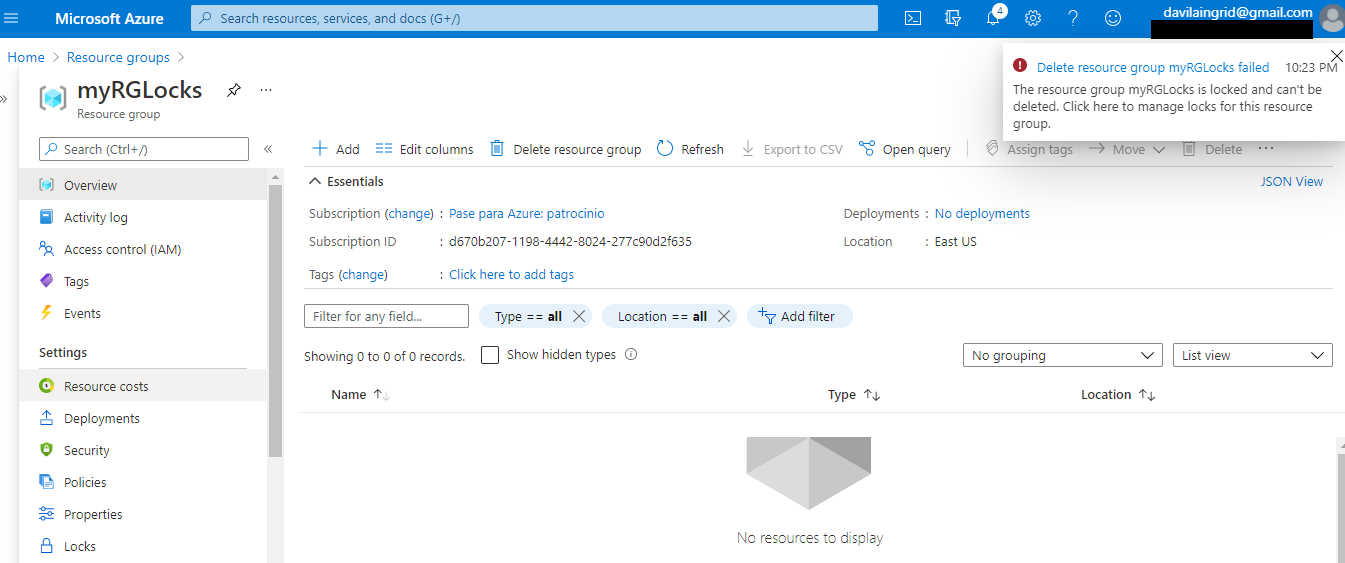 Microsoft Azure
Search resources, services, and docs (G+/)
4
davilaingrid@gmail.com
Home > Resource groups >
myRGLocks
Resource group
Delete resource group myRGLocks failed 10:23 PM
The resource group myRGLocks is locked and can't be
deleted. Click here to manage locks for this resource
group.
Search (Ctrl+/)
Overview
Activity log
Access control (IAM)
Tags
Events
Settings
Resource costs
Deployments
Security
Policies
Properties
Locks
Add Edit columns Delete resource group Refresh Export to CSV Open query Assign tags Move Delete
Essentials JSON View
Subscription (change) : Pase para Azure: patrocinio Deployments : No deployments
Subscription ID : d670b207-1198-4442-8024-277c90d2f635 Location : East US
Tags (change) : Click here to add tags
Filter for any field... Type == all Location == all Add filter
Showing 0 to 0 of 0 records. Show hidden types No grouping List view
Name Type Location
No resources to display